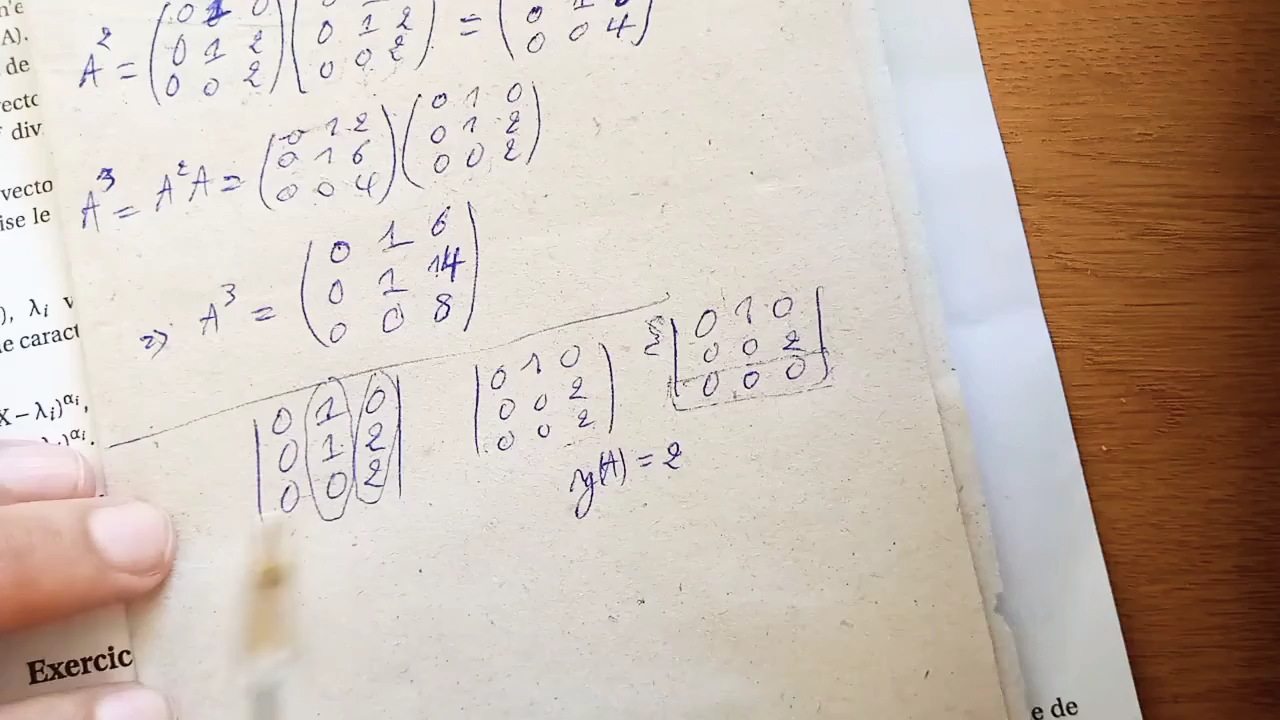 n'e
A).
de
vecto
div
vecto
ise le
), λᵢ v
e caract
X − λᵢ)^αᵢ,
Exercic
e de
A² = (0 1 0; 0 1 2; 0 0 2)
1 2
0 0 2
=
0 0 4
A³ = A²A = (0 1 2; 0 1 6; 0 0 4)(0 1 0; 0 1 2; 0 0 2)
=> A³ = (0 1 6; 0 1 14; 0 0 8)
|0 1 0; 0 1 2; 0 0 2|
|0 1 0; 0 0 2; 0 0 2)
|0 1 0; 0 0 2; 0 0 0|
rg(A) = 2